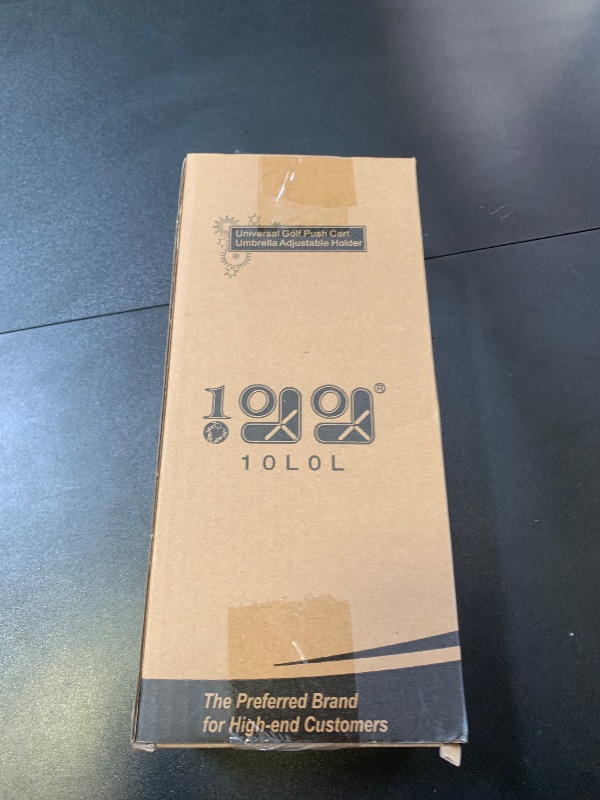 Universal Golf Push Cart
Umbrella Adjustable Holder
®
10L0L
The Preferred Brand
for High-end Customers